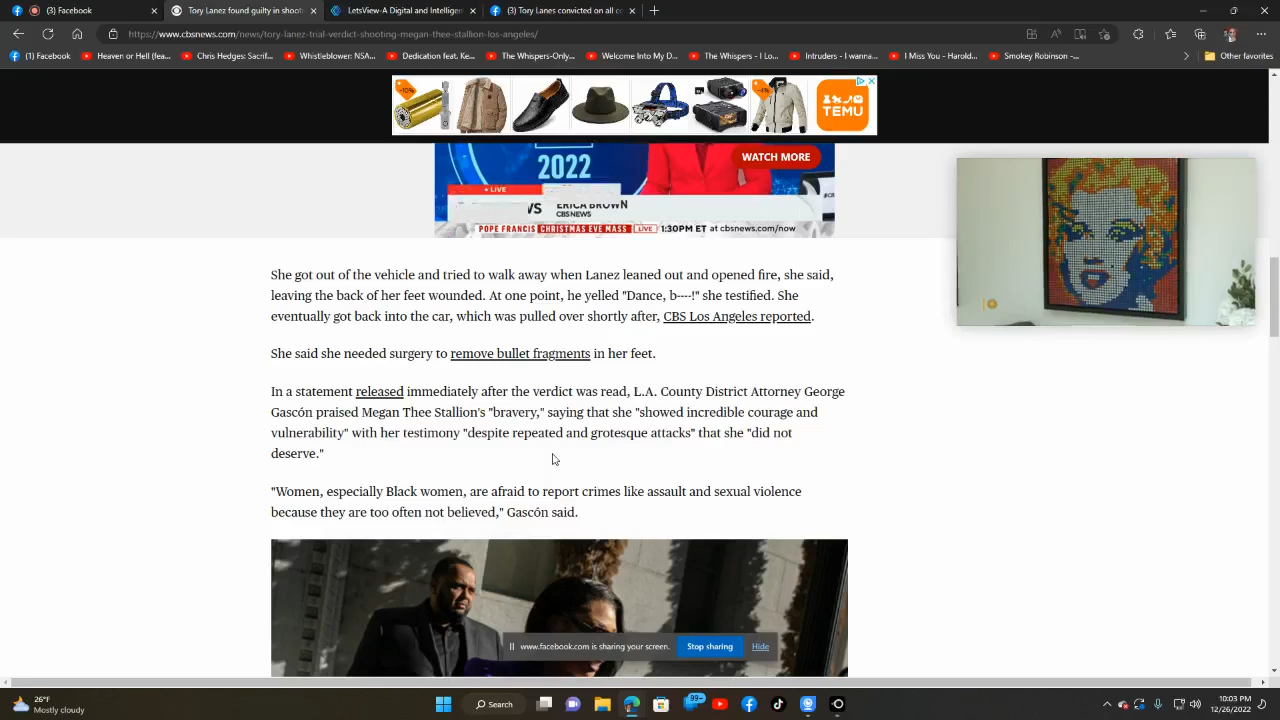 (3) Facebook
Tory Lanez found guilty in shooti
LetsView-A Digital and Intelligen
(3) Tory Lanez convicted on all co
https://www.cbsnews.com/news/tory-lanez-trial-verdict-shooting-megan-thee-stallion-los-angeles/
(1) Facebook
Heaven or Hell (fea...
Chris Hedges: Sacrif...
Whistleblower: NSA...
Dedication feat. Ke...
The Whispers-Only...
Welcome Into My D...
The Whispers - I Lo...
Intruders - I wanna...
I Miss You - Harold...
Smokey Robinson –...
Other favorites
-10%
-4%
TEMU
WATCH MORE
2022
LIVE
VS
ERICA BROWN
CBSNEWS
POPE FRANCIS CHRISTMAS EVE MASS LIVE 1:30PM ET at cbsnews.com/now
She got out of the vehicle and tried to walk away when Lanez leaned out and opened fire, she said,
leaving the back of her feet wounded. At one point, he yelled "Dance, b----!" she testified. She
eventually got back into the car, which was pulled over shortly after, CBS Los Angeles reported.
She said she needed surgery to remove bullet fragments in her feet.
In a statement released immediately after the verdict was read, L.A. County District Attorney George
Gascón praised Megan Thee Stallion's "bravery," saying that she "showed incredible courage and
vulnerability" with her testimony "despite repeated and grotesque attacks" that she "did not
deserve."
"Women, especially Black women, are afraid to report crimes like assault and sexual violence
because they are too often not believed," Gascón said.
www.facebook.com is sharing your screen.
Stop sharing
Hide
26°F
Mostly cloudy
Search
99+
10:03 PM
12/26/2022